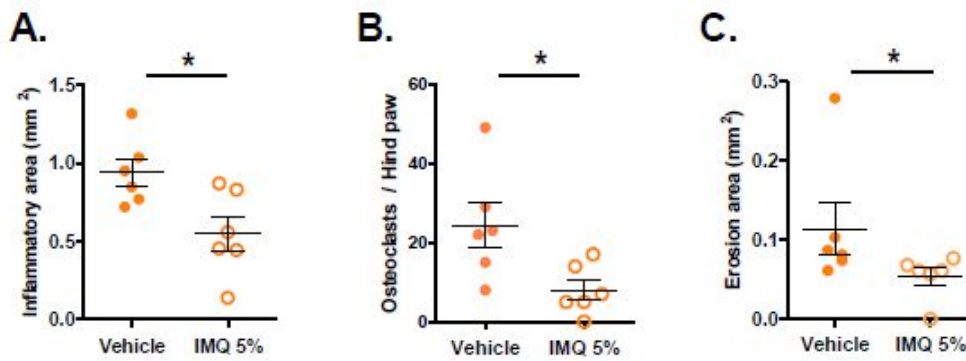 A.
*
Inflammatory area (mm ²)
1.5
1.0
0.5
0.0
Vehicle IMQ 5%
B.
*
Osteoclasts / Hind paw
60
40
20
0
Vehicle IMQ 5%
C.
*
Erosion area (mm²)
0.3
0.2
0.1
0.0
Vehicle IMQ 5%